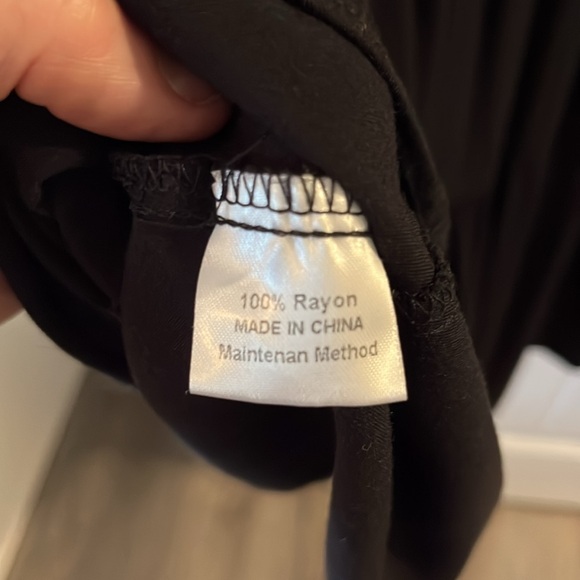 100% Rayon
MADE IN CHINA
Maintenan Method